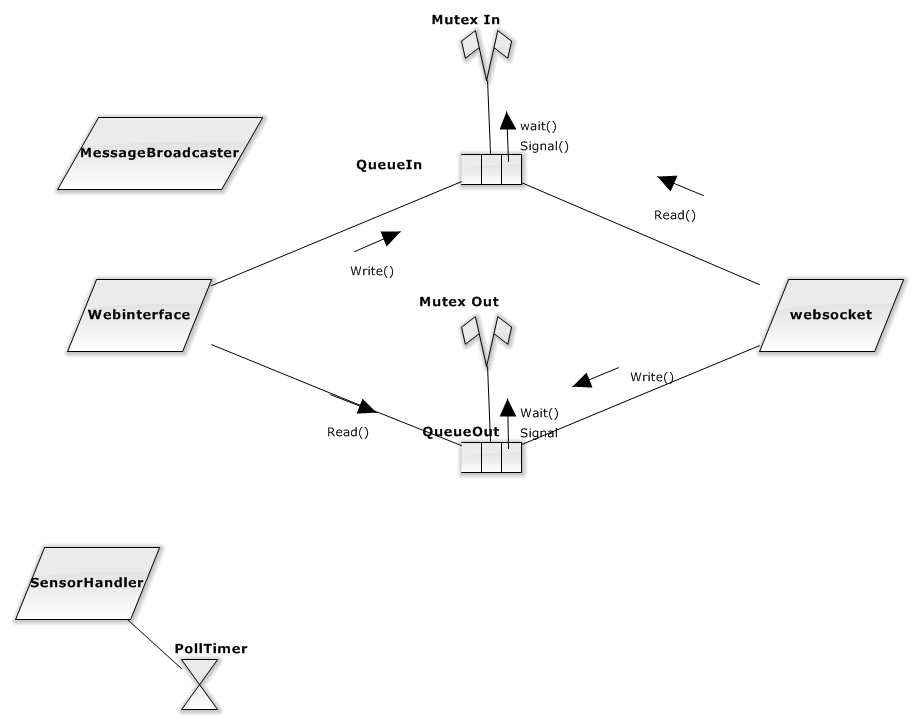 Mutex In
wait()
Signal()
MessageBroadcaster
QueueIn
Read()
Write()
Webinterface
Mutex Out
websocket
Write()
Wait()
Read()
QueueOut
Signal
SensorHandler
PollTimer